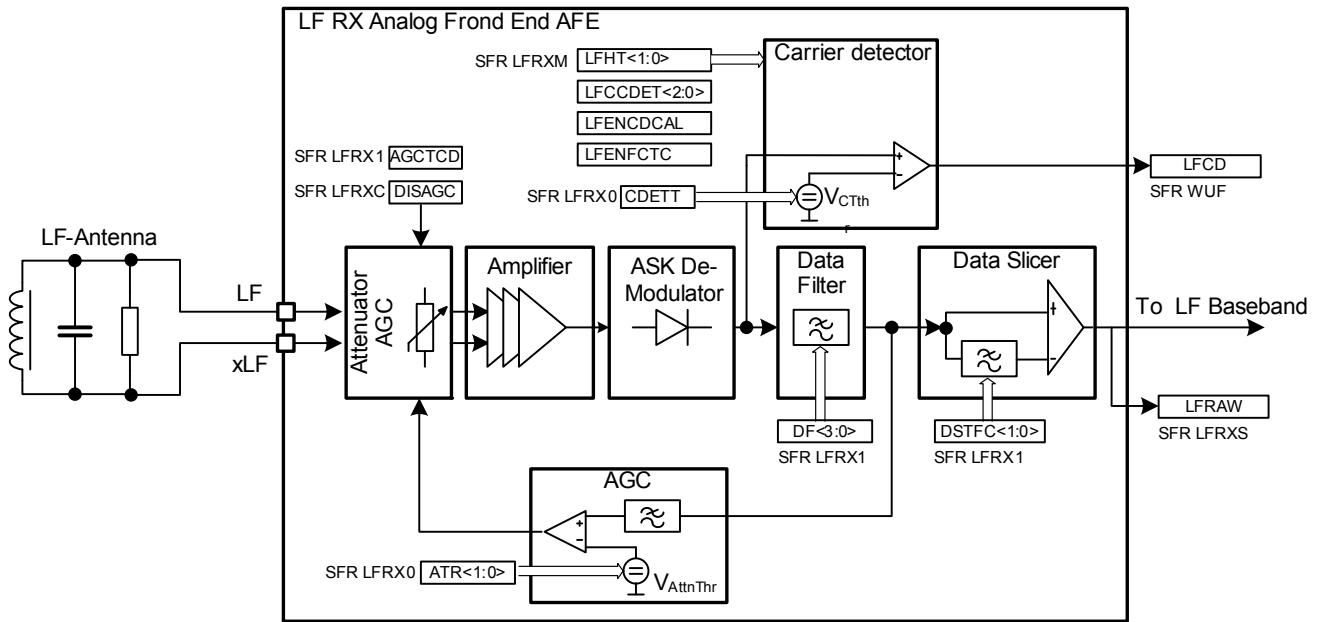 LF RX Analog Frond End AFE
SFR LFRXM
LFHT<1:0>
LFCCDET<2:0>
LFENCDCAL
LFENFCTC
Carrier detector
+
-
VCTth
r
SFR LFRX0
CDETT
LFCD
SFR WUF
SFR LFRX1
AGCTCD
SFR LFRXC
DISAGC
LF-Antenna
LF
xLF
Attenuator
AGC
Amplifier
ASK De-
Modulator
Data
Filter
Data Slicer
+
-
To LF Baseband
LFRAW
SFR LFRXS
DF<3:0>
SFR LFRX1
DSTFC<1:0>
SFR LFRX1
AGC
+
-
SFR LFRX0
ATR<1:0>
VAttnThr